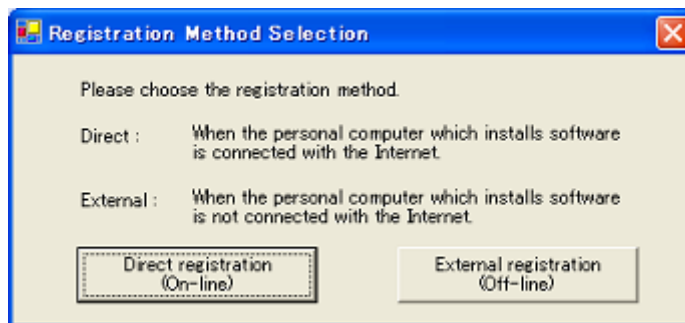 Registration Method Selection
Please choose the registration method.
Direct : When the personal computer which installs software
is connected with the Internet.
External : When the personal computer which installs software
is not connected with the Internet.
Direct registration External registration
(On-line) (Off-line)